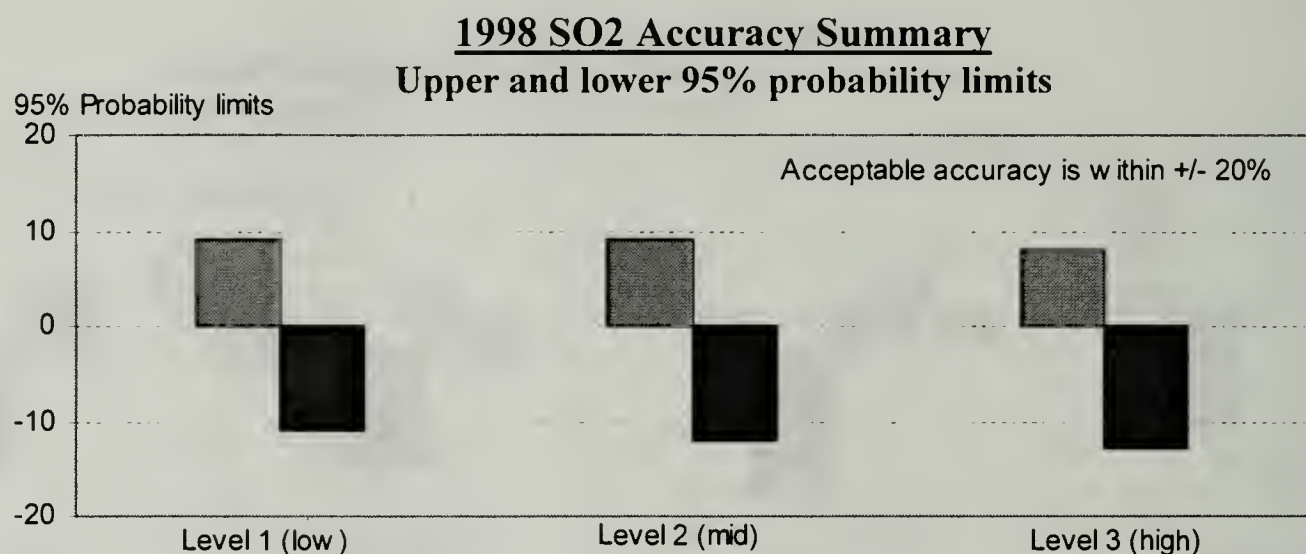 1998 SO2 Accuracy Summary
Upper and lower 95% probability limits
95% Probability limits
20
Acceptable accuracy is within +/- 20%
10
0
-10
-20
Level 1 (low)
Level 2 (mid)
Level 3 (high)